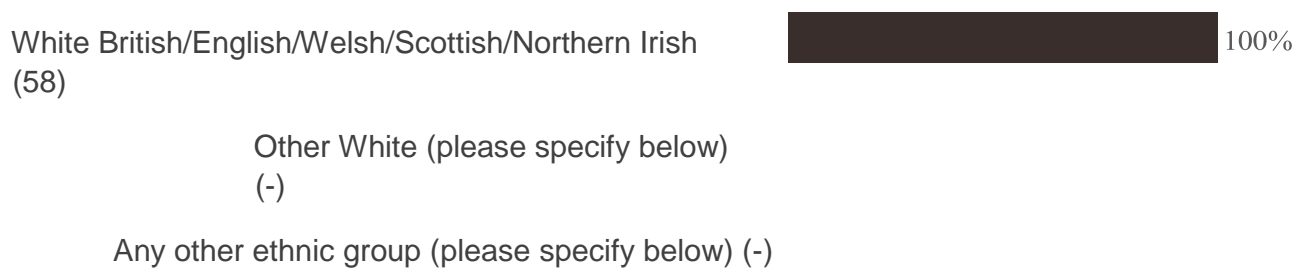 White British/English/Welsh/Scottish/Northern Irish 100%
(58)
Other White (please specify below)
(-)
Any other ethnic group (please specify below) (-)